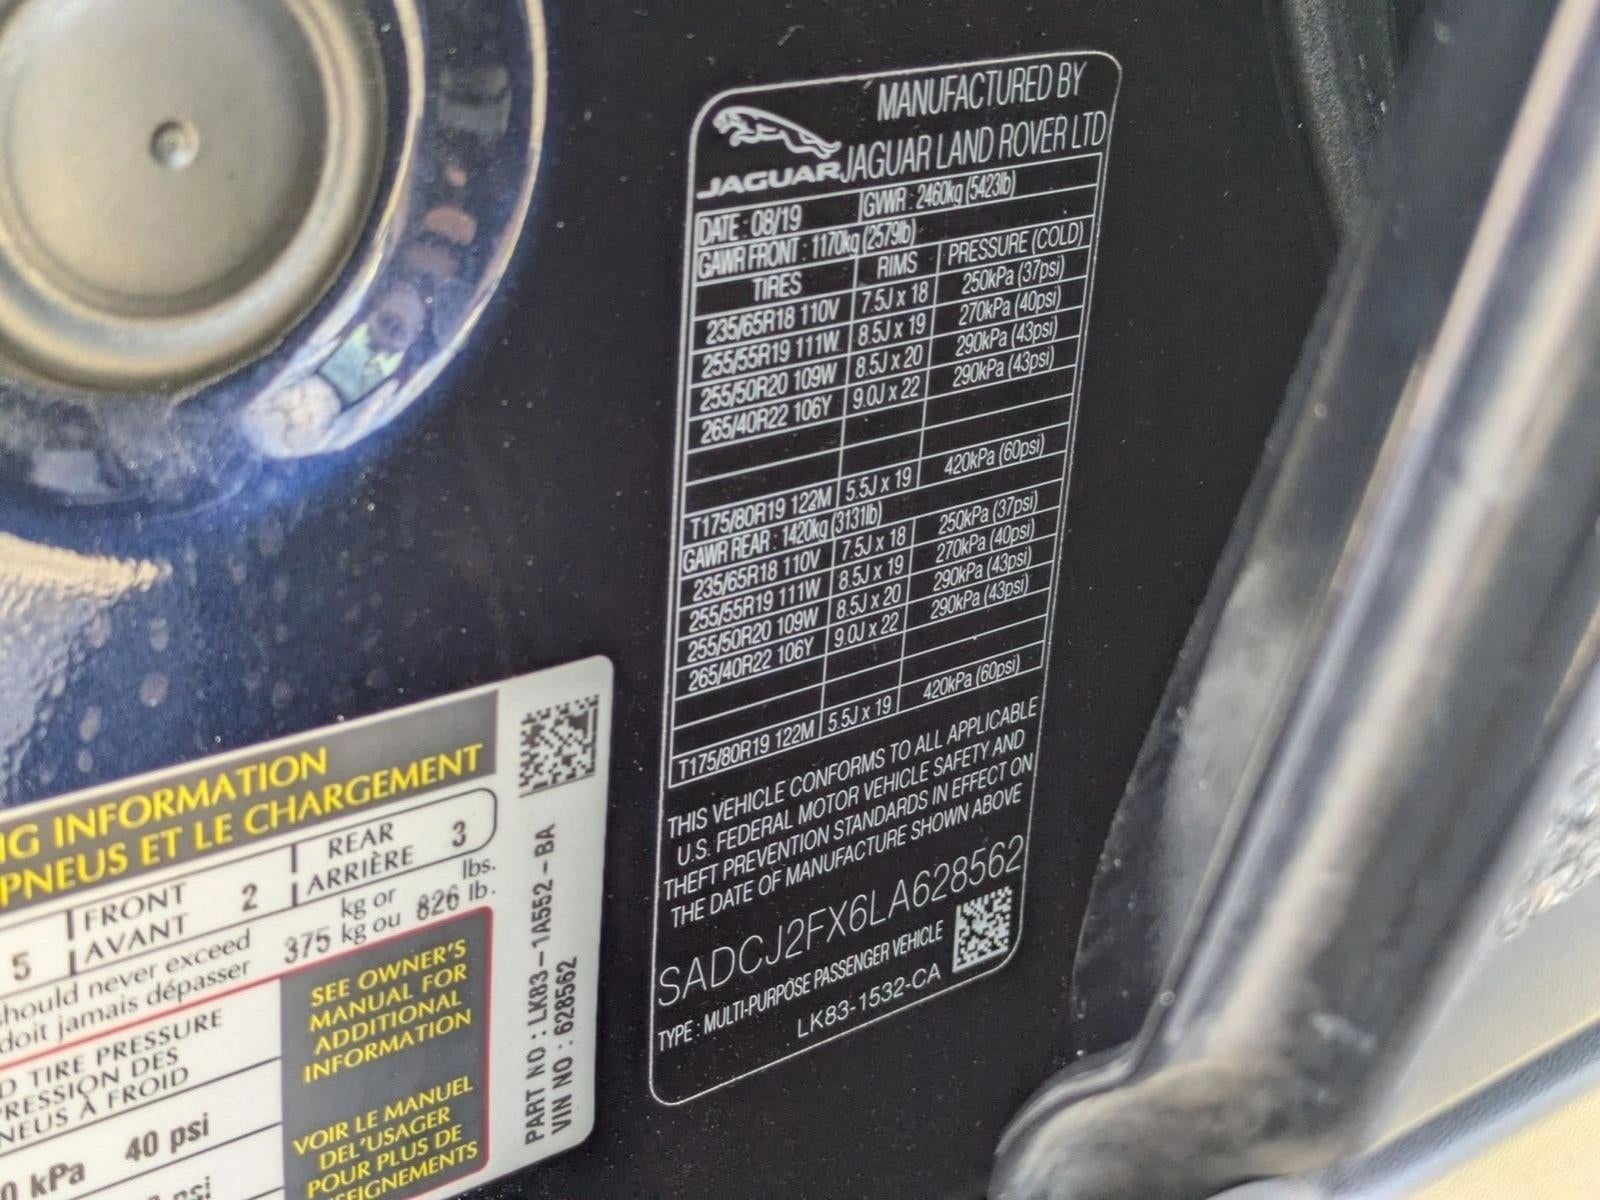 JAGUAR
MANUFACTURED BY
JAGUAR LAND ROVER LTD
DATE : 08/19 GVWR : 2460kg (5423lb)
GAWR FRONT : 1170kg (2579lb)
TIRES RIMS PRESSURE (COLD)
235/65R18 110V 7.5J x 18 250kPa (37psi)
255/55R19 111W 8.5J x 19 270kPa (40psi)
255/50R20 109W 8.5J x 20 290kPa (43psi)
265/40R22 106Y 9.0J x 22 290kPa (43psi)
T175/80R19 122M 5.5J x 19 420kPa (60psi)
GAWR REAR : 1420kg (3131lb)
235/65R18 110V 7.5J x 18 250kPa (37psi)
255/55R19 111W 8.5J x 19 270kPa (40psi)
255/50R20 109W 8.5J x 20 290kPa (43psi)
265/40R22 106Y 9.0J x 22 290kPa (43psi)
T175/80R19 122M 5.5J x 19 420kPa (60psi)
THIS VEHICLE CONFORMS TO ALL APPLICABLE
U.S. FEDERAL MOTOR VEHICLE SAFETY AND
THEFT PREVENTION STANDARDS IN EFFECT ON
THE DATE OF MANUFACTURE SHOWN ABOVE
SADCJ2FX6LA628562
TYPE : MULTI-PURPOSE PASSENGER VEHICLE
LK83-1532-CA
NG INFORMATION
PNEUS ET LE CHARGEMENT
5 FRONT AVANT 2 REAR ARRIÈRE 3
should never exceed 375 kg or 826 lbs.
doit jamais dépasser kg ou lb.
D TIRE PRESSURE
PRESSION DES
NEUS À FROID
0 kPa 40 psi
psi
SEE OWNER'S
MANUAL FOR
ADDITIONAL
INFORMATION
VOIR LE MANUEL
DEL'USAGER
POUR PLUS DE
SEIGNEMENTS
PART NO : LK83-1A552-BA
VIN NO : 628562